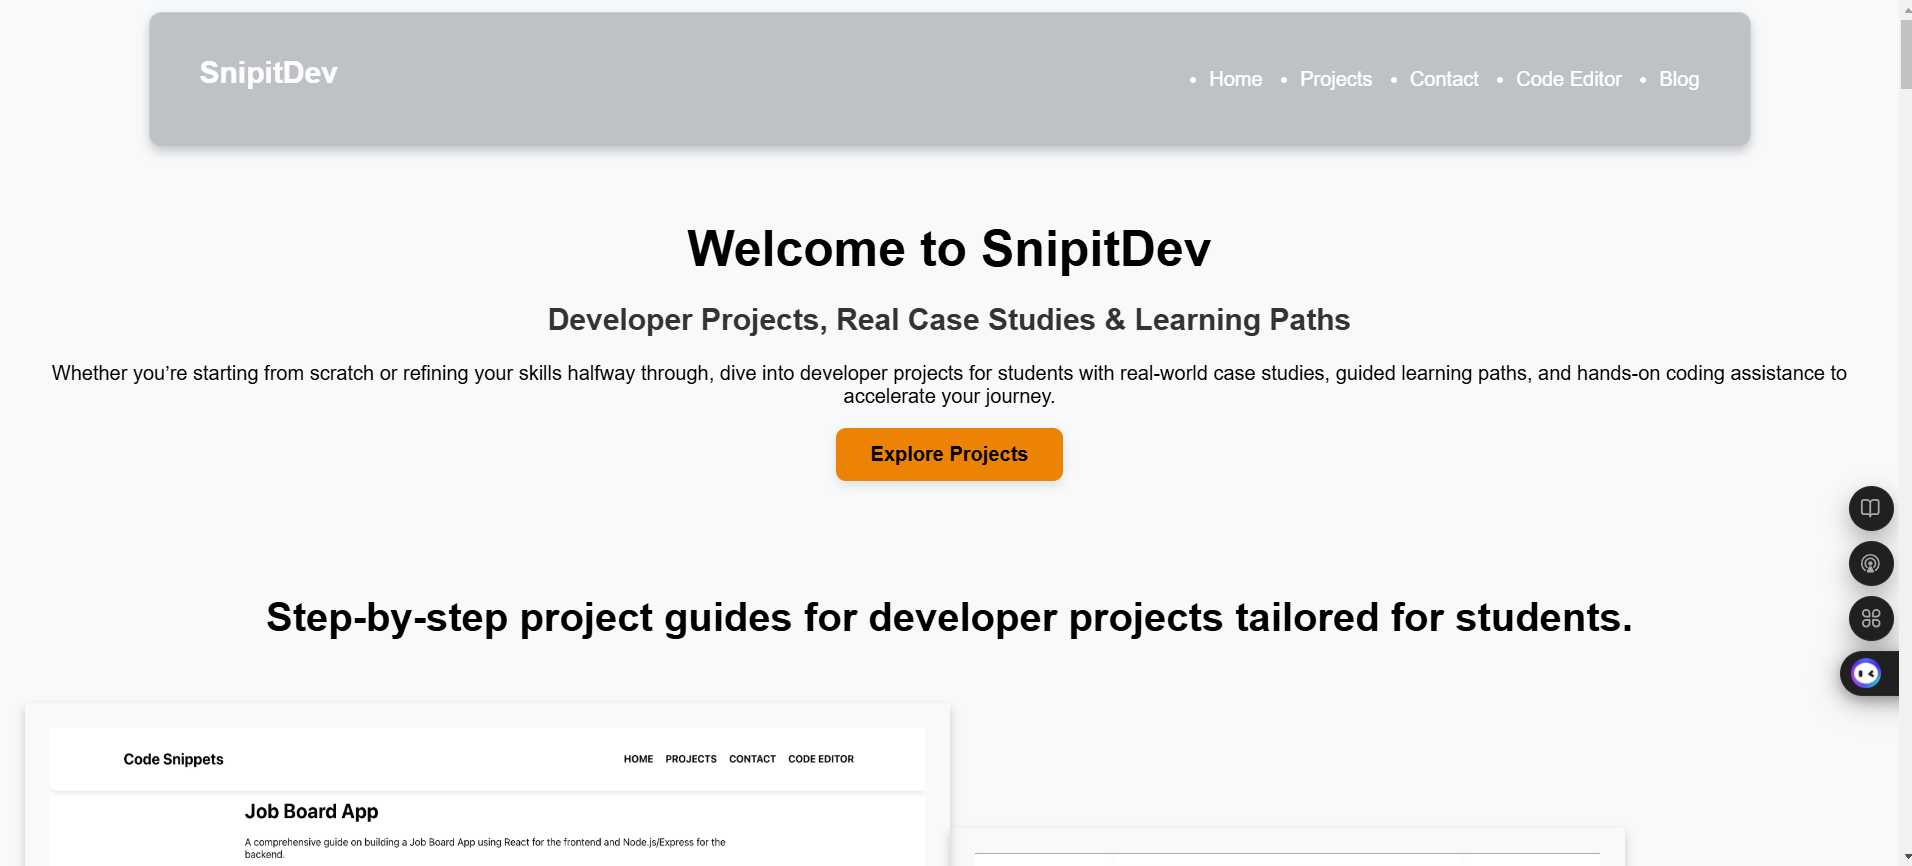 SnipitDev
• Home • Projects • Contact • Code Editor • Blog
Welcome to SnipitDev
Developer Projects, Real Case Studies & Learning Paths
Whether you’re starting from scratch or refining your skills halfway through, dive into developer projects for students with real-world case studies, guided learning paths, and hands-on coding assistance to
accelerate your journey.
Explore Projects
Step-by-step project guides for developer projects tailored for students.
Code Snippets
HOME PROJECTS CONTACT CODE EDITOR
Job Board App
A comprehensive guide on building a Job Board App using React for the frontend and Node.js/Express for the
backend.